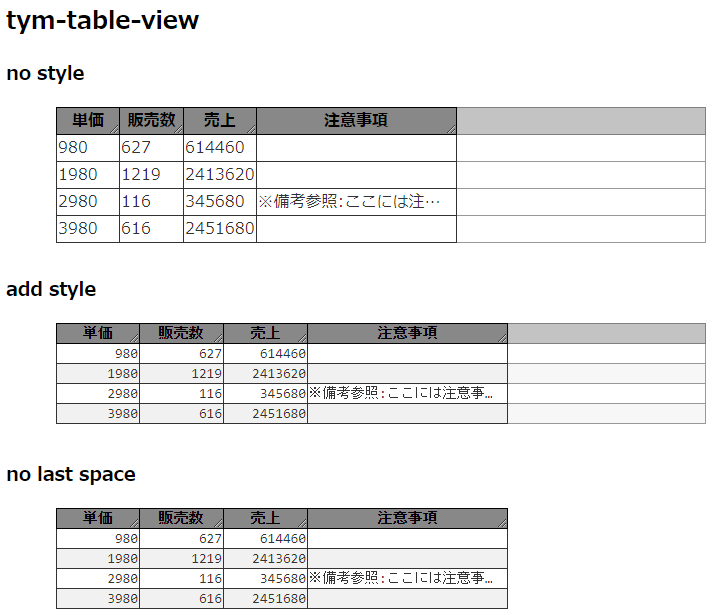 tym-table-view
no style
単価 販売数 売上 注意事項
980 627 614460
1980 1219 2413620
2980 116 345680 ※備考参照:ここには注…
3980 616 2451680
add style
単価 販売数 売上 注意事項
980 627 614460
1980 1219 2413620
2980 116 345680 ※備考参照:ここには注意事…
3980 616 2451680
no last space
単価 販売数 売上 注意事項
980 627 614460
1980 1219 2413620
2980 116 345680 ※備考参照:ここには注意事…
3980 616 2451680